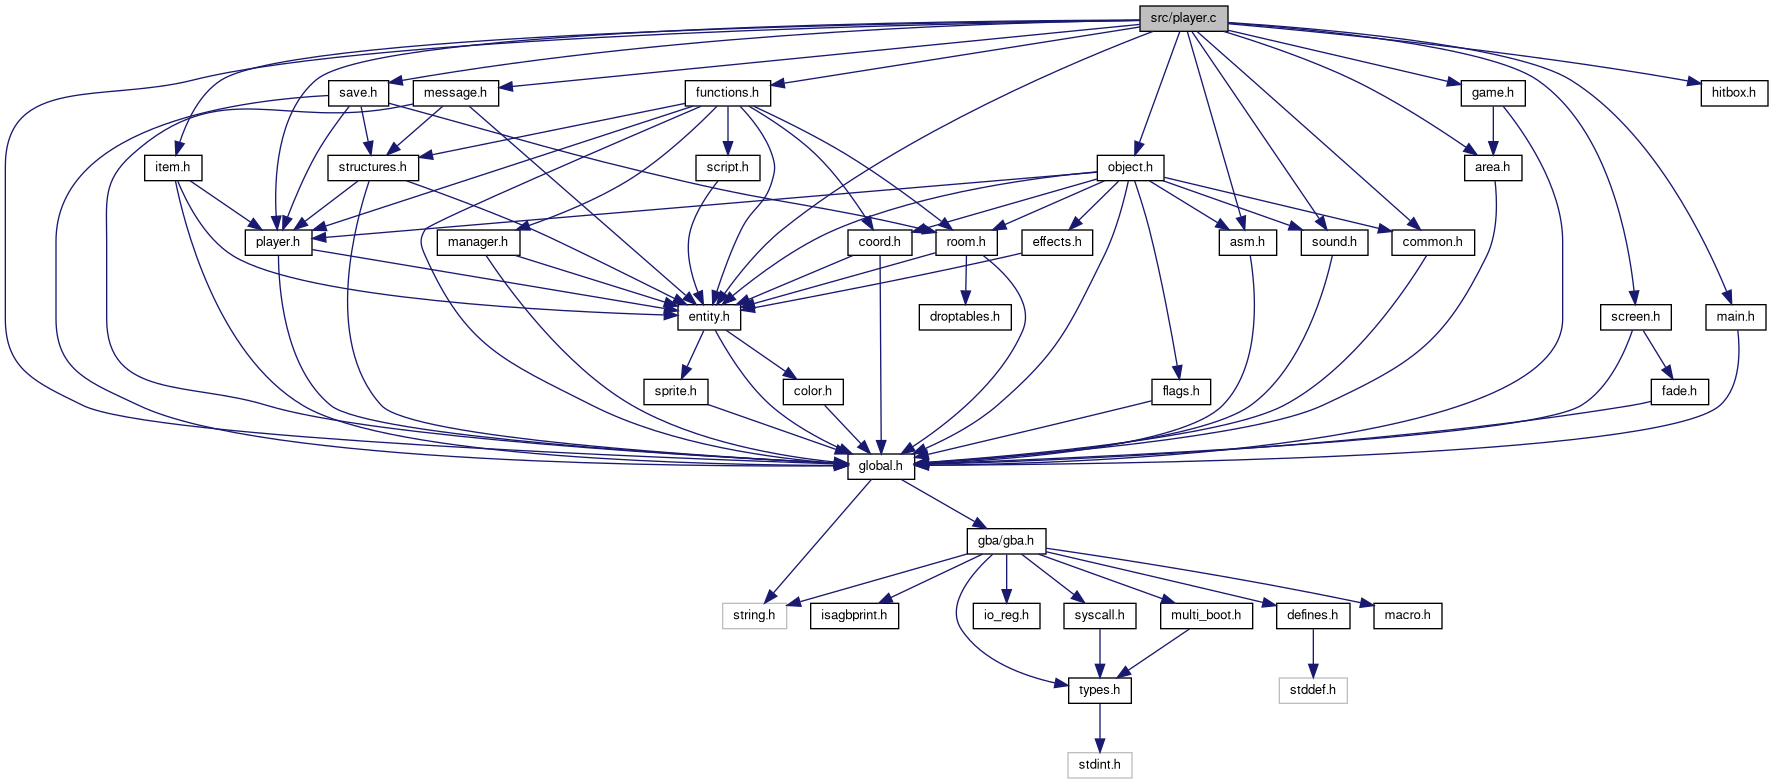 src/player.c
save.h
message.h
functions.h
game.h
hitbox.h
item.h
structures.h
script.h
object.h
area.h
player.h
manager.h
coord.h
room.h
effects.h
asm.h
sound.h
common.h
entity.h
droptables.h
screen.h
main.h
sprite.h
color.h
flags.h
fade.h
global.h
gba/gba.h
string.h
isagbprint.h
io_reg.h
syscall.h
multi_boot.h
defines.h
macro.h
types.h
stddef.h
stdint.h